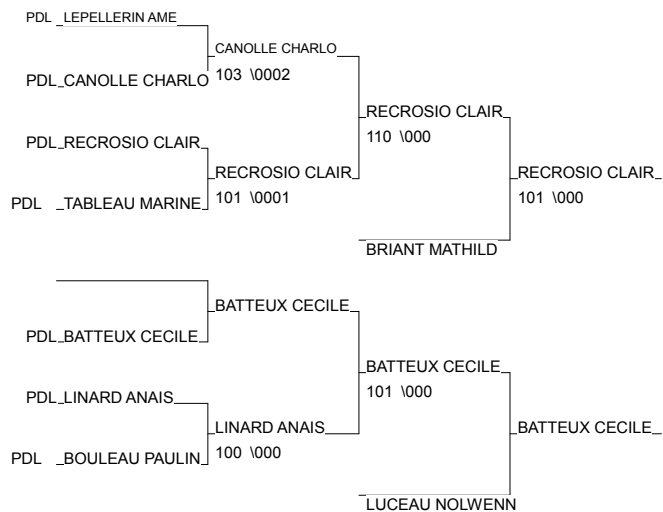 PDL LEPELLERIN AME
CANOLLE CHARLO
PDL CANOLLE CHARLO 103 \0002
RECROSIO CLAIR
110 \000
PDL RECROSIO CLAIR
RECROSIO CLAIR
101 \0001
RECROSIO CLAIR
101 \000
PDL TABLEAU MARINE
BRIANT MATHILD
BATTEUX CECILE
PDL BATTEUX CECILE
BATTEUX CECILE
101 \000
PDL LINARD ANAIS
LINARD ANAIS
100 \000
BATTEUX CECILE
PDL BOULEAU PAULIN
LUCEAU NOLWENN